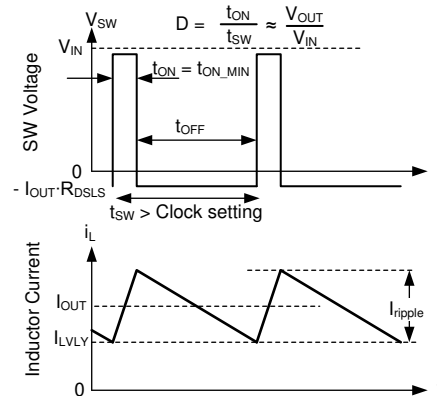 V_SW
D = t_ON / t_SW ≈ V_OUT / V_IN
V_IN
t_ON = t_ON_MIN
SW Voltage
t_OFF
0
- I_OUT·R_DSLS
t_SW > Clock setting
i_L
Inductor Current
I_OUT
I_ripple
I_LVLY
0